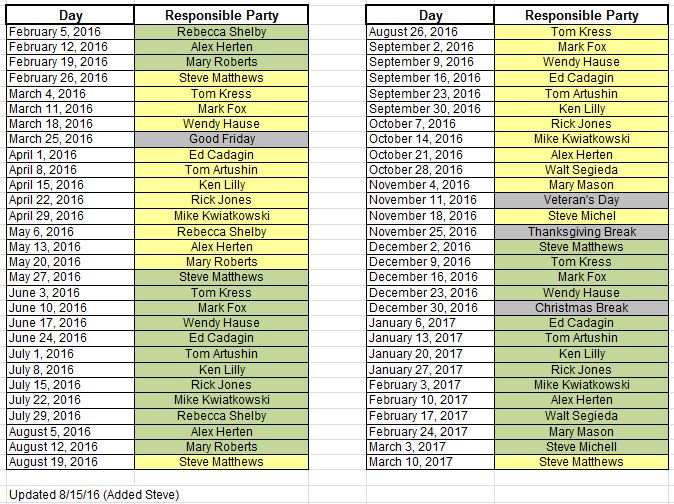 Day Responsible Party
February 5, 2016 Rebecca Shelby
February 12, 2016 Alex Herten
February 19, 2016 Mary Roberts
February 26, 2016 Steve Matthews
March 4, 2016 Tom Kress
March 11, 2016 Mark Fox
March 18, 2016 Wendy Hause
March 25, 2016 Good Friday
April 1, 2016 Ed Cadagin
April 8, 2016 Tom Artushin
April 15, 2016 Ken Lilly
April 22, 2016 Rick Jones
April 29, 2016 Mike Kwiatkowski
May 6, 2016 Rebecca Shelby
May 13, 2016 Alex Herten
May 20, 2016 Mary Roberts
May 27, 2016 Steve Matthews
June 3, 2016 Tom Kress
June 10, 2016 Mark Fox
June 17, 2016 Wendy Hause
June 24, 2016 Ed Cadagin
July 1, 2016 Tom Artushin
July 8, 2016 Ken Lilly
July 15, 2016 Rick Jones
July 22, 2016 Mike Kwiatkowski
July 29, 2016 Rebecca Shelby
August 5, 2016 Alex Herten
August 12, 2016 Mary Roberts
August 19, 2016 Steve Matthews
Day Responsible Party
August 26, 2016 Tom Kress
September 2, 2016 Mark Fox
September 9, 2016 Wendy Hause
September 16, 2016 Ed Cadagin
September 23, 2016 Tom Artushin
September 30, 2016 Ken Lilly
October 7, 2016 Rick Jones
October 14, 2016 Mike Kwiatkowski
October 21, 2016 Alex Herten
October 28, 2016 Walt Segieda
November 4, 2016 Mary Mason
November 11, 2016 Veteran's Day
November 18, 2016 Steve Michel
November 25, 2016 Thanksgiving Break
December 2, 2016 Steve Matthews
December 9, 2016 Tom Kress
December 16, 2016 Mark Fox
December 23, 2016 Wendy Hause
December 30, 2016 Christmas Break
January 6, 2017 Ed Cadagin
January 13, 2017 Tom Artushin
January 20, 2017 Ken Lilly
January 27, 2017 Rick Jones
February 3, 2017 Mike Kwiatkowski
February 10, 2017 Alex Herten
February 17, 2017 Walt Segieda
February 24, 2017 Mary Mason
March 3, 2017 Steve Michell
March 10, 2017 Steve Matthews
Updated 8/15/16 (Added Steve)